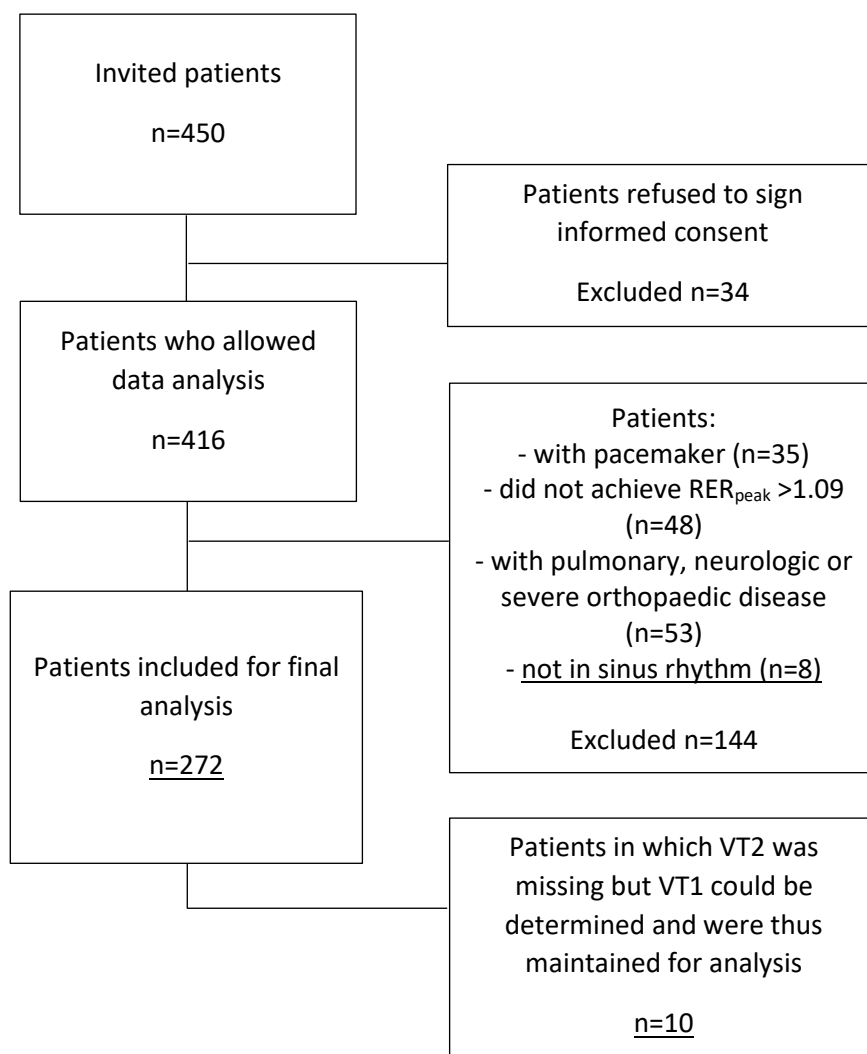 Invited patients
n=450
Patients refused to sign
informed consent
Excluded n=34
Patients who allowed
data analysis
n=416
Patients:
- with pacemaker (n=35)
- did not achieve RERpeak >1.09
(n=48)
- with pulmonary, neurologic or
severe orthopaedic disease
(n=53)
- not in sinus rhythm (n=8)
Excluded n=144
Patients included for final
analysis
n=272
Patients in which VT2 was
missing but VT1 could be
determined and were thus
maintained for analysis
n=10